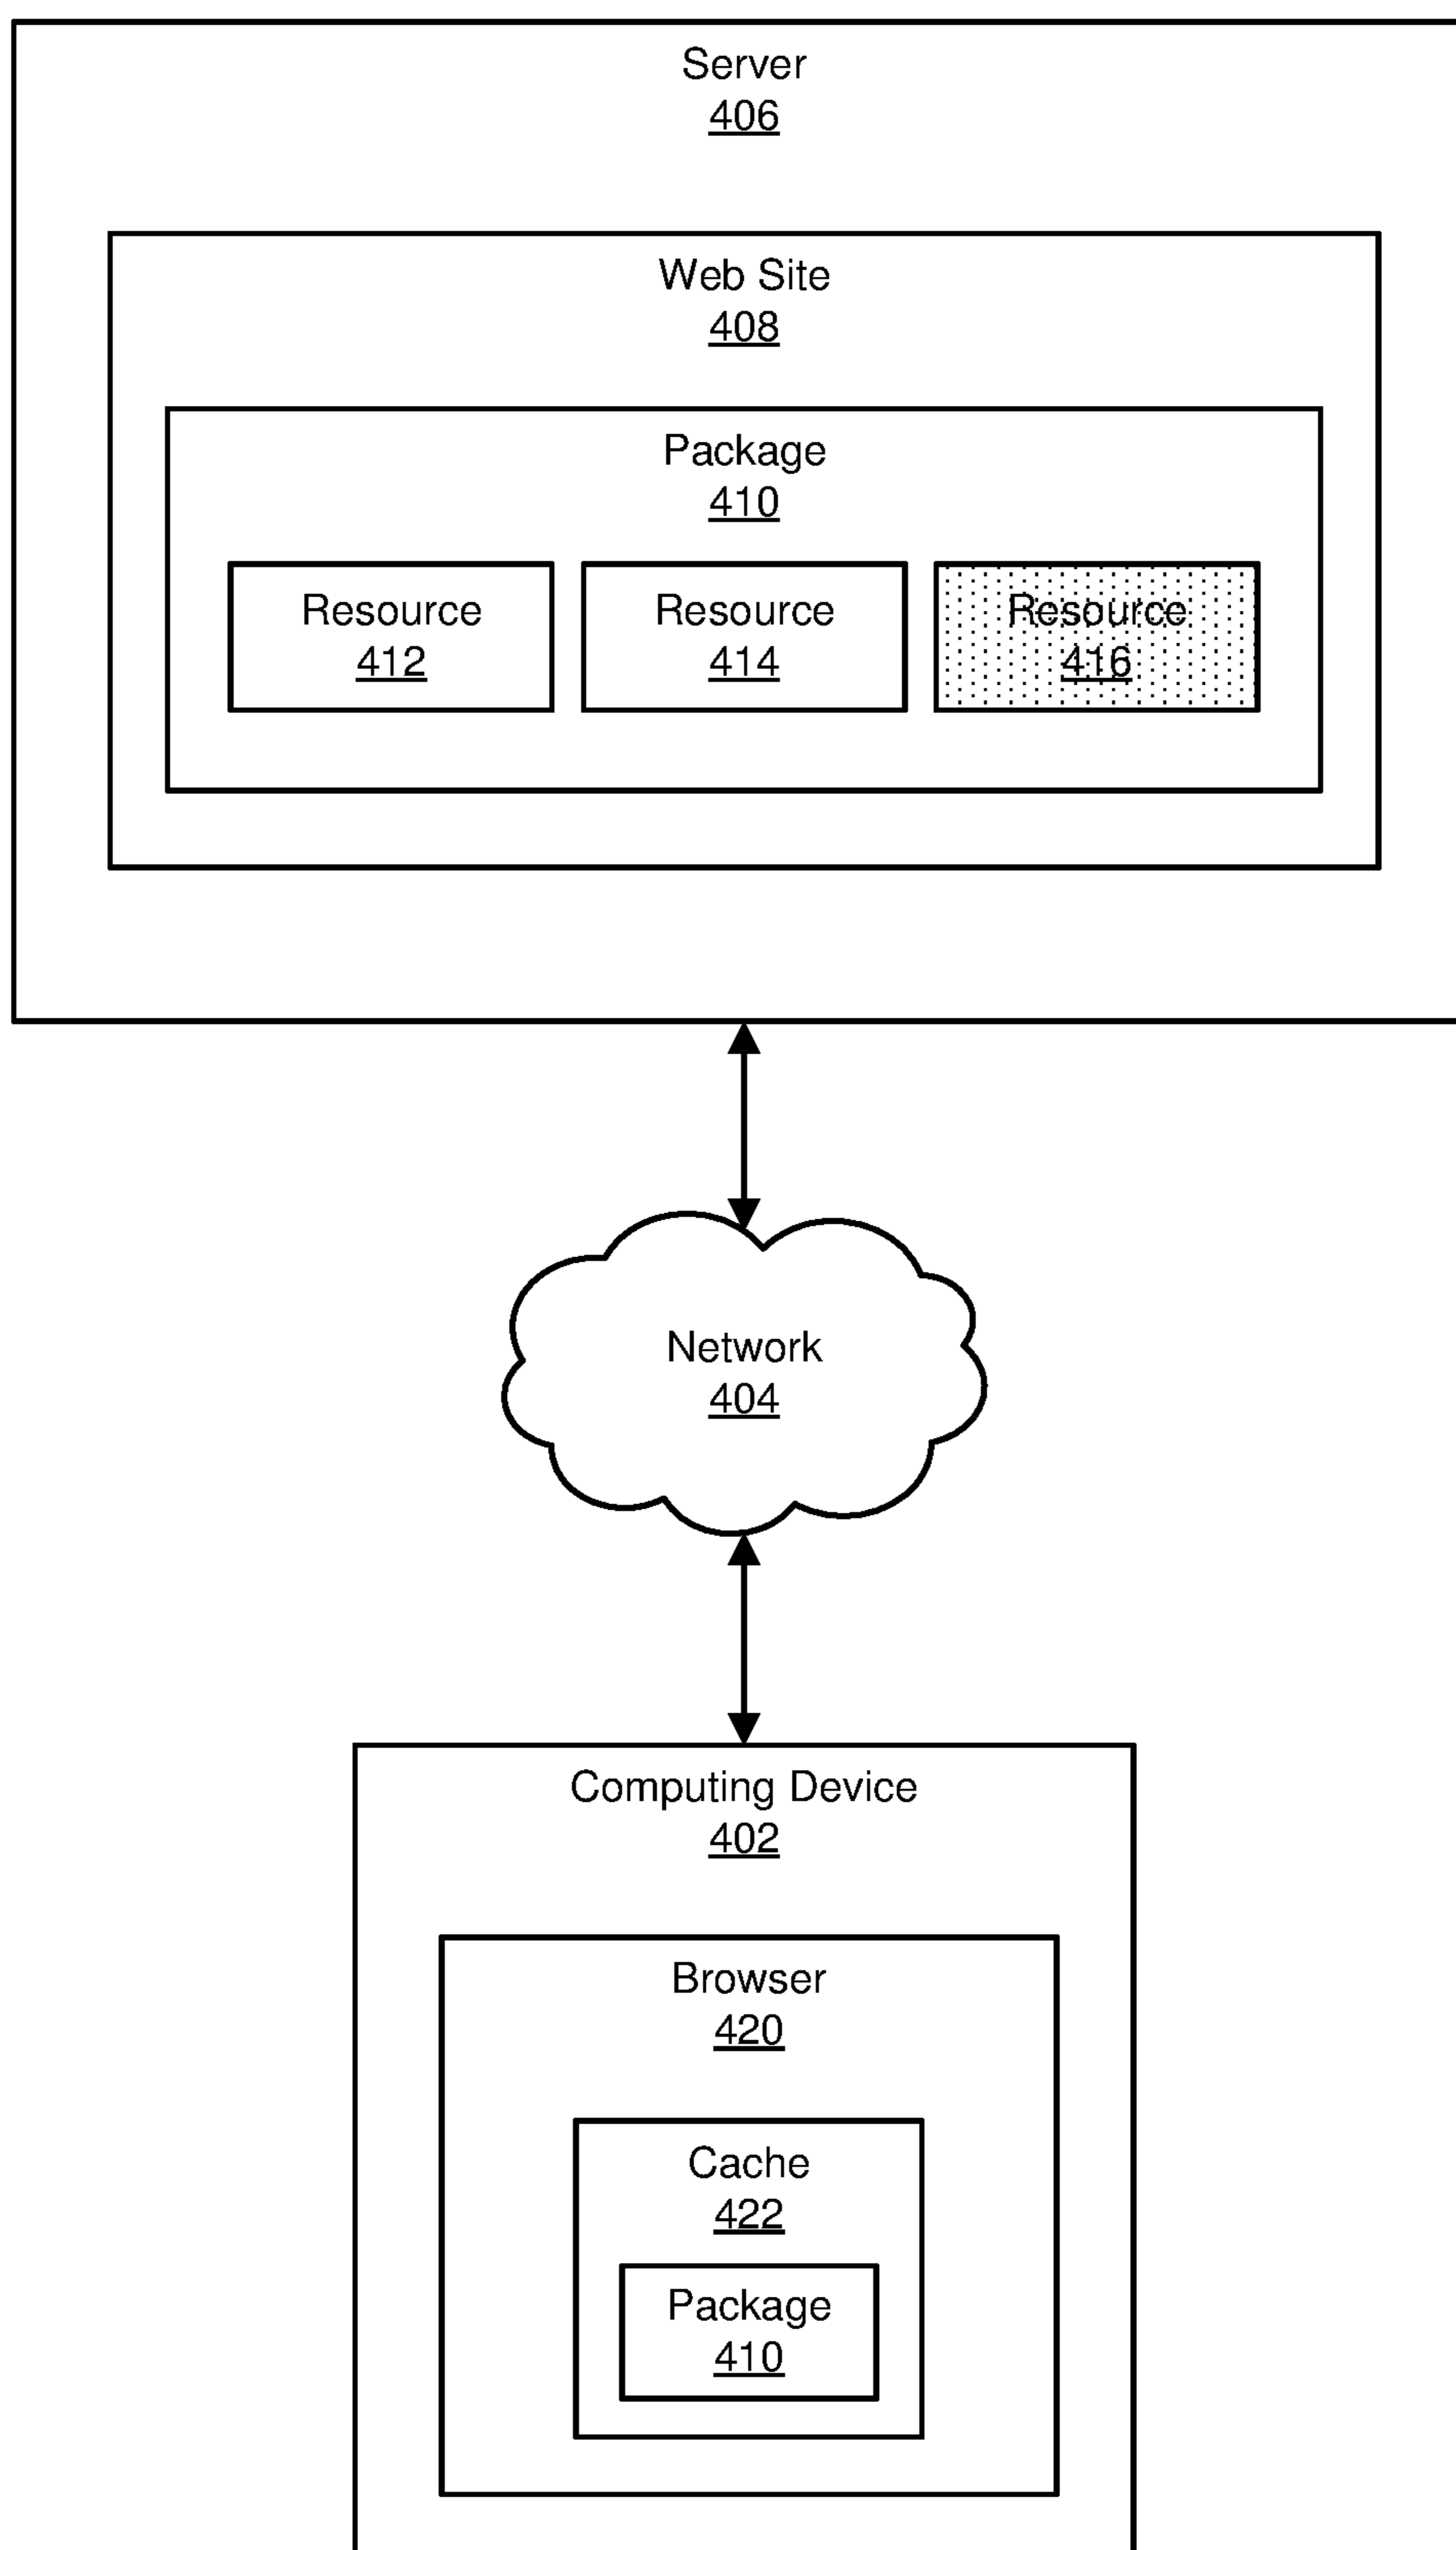 Server
406
Web Site
408
Package
410
Resource
412
Resource
414
Resource
416
Network
404
Computing Device
402
Browser
420
Cache
422
Package
410